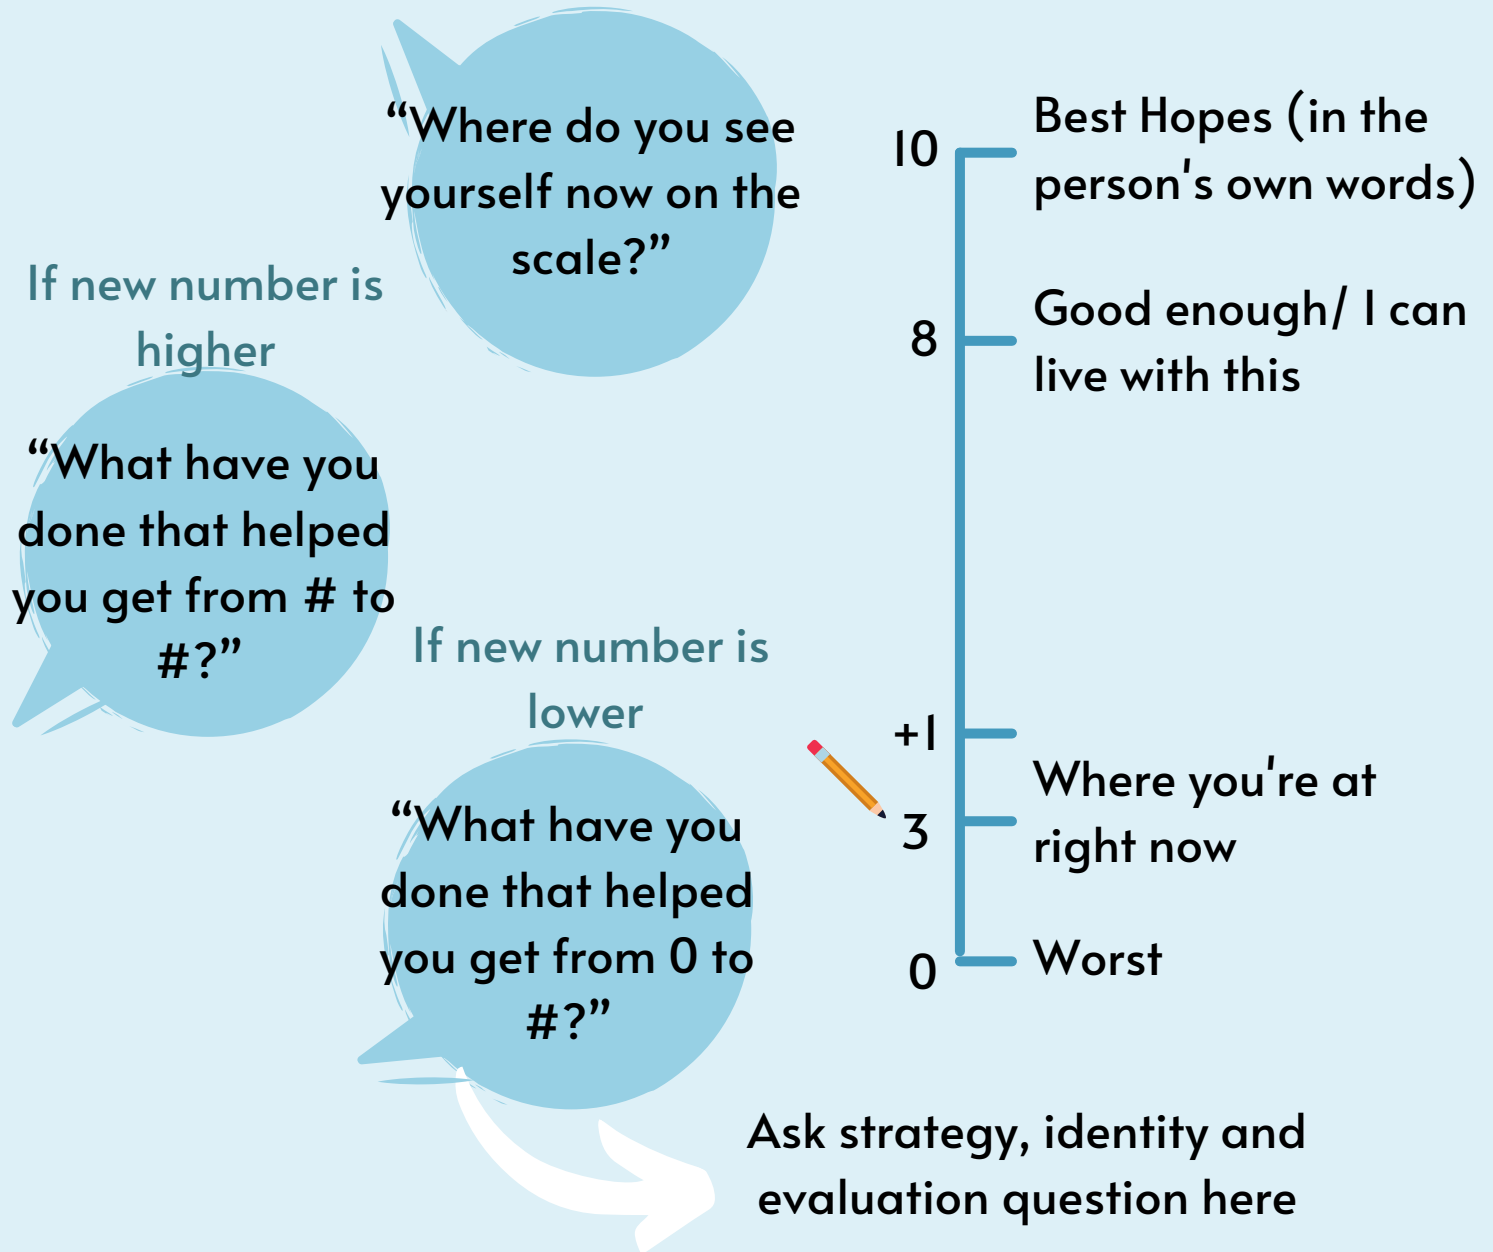 “Where do you see
yourself now on the
scale?”
If new number is
higher
“What have you
done that helped
you get from # to
#?”
If new number is
lower
“What have you
done that helped
you get from 0 to
#?”
Ask strategy, identity and
evaluation question here
10
Best Hopes (in the
person's own words)
8
Good enough/ I can
live with this
+1
3
Where you're at
right now
0
Worst